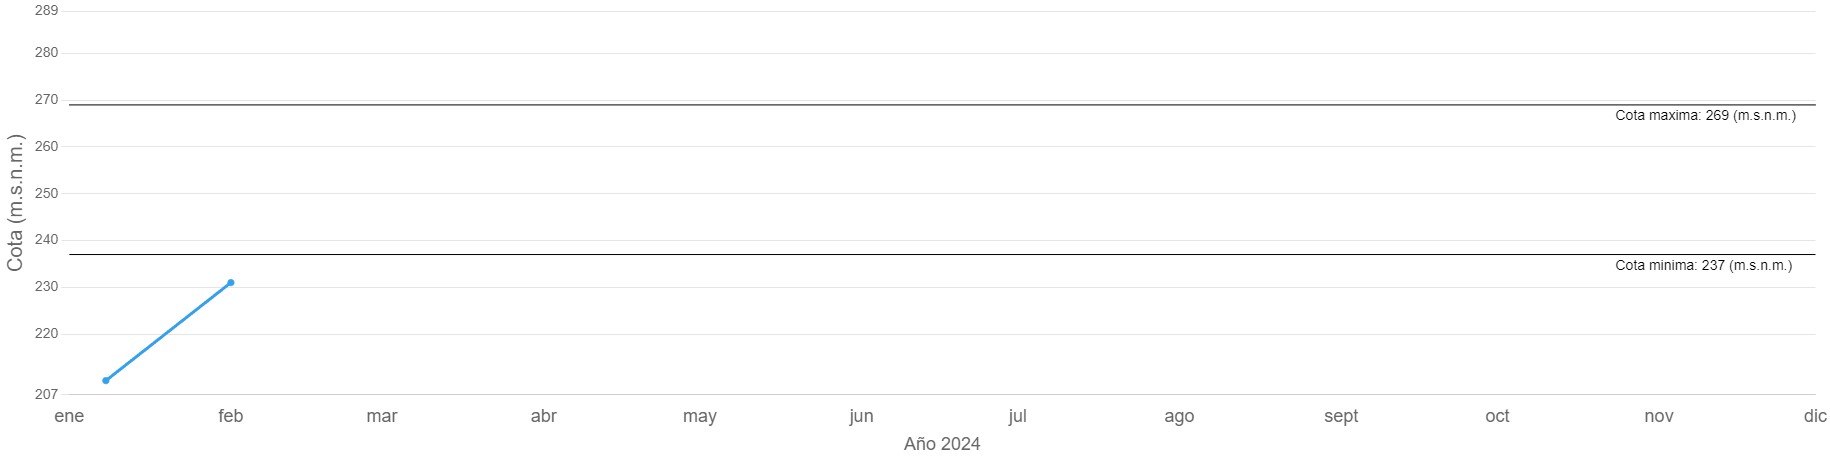 289
280
270
Cota maxima: 269 (m.s.n.m.)
260
250
240
Cota minima: 237 (m.s.n.m.)
230
220
207
Cota (m.s.n.m.)
ene feb mar abr may jun jul ago sept oct nov dic
Año 2024